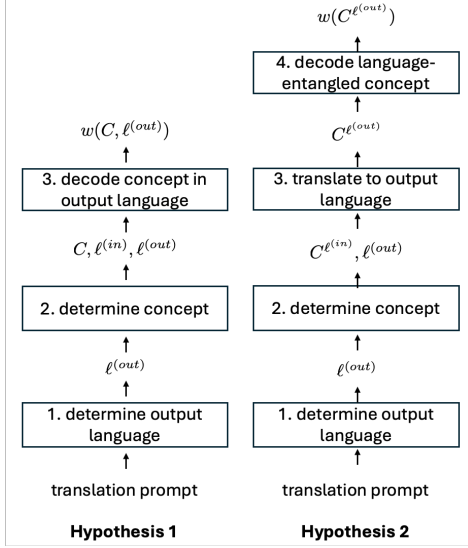 w(C, ℓ^(out))
3. decode concept in
output language
C, ℓ^(in), ℓ^(out)
2. determine concept
ℓ^(out)
1. determine output
language
translation prompt
Hypothesis 1
w(C^ℓ^(out))
4. decode language-
entangled concept
C^ℓ^(out)
3. translate to output
language
C^ℓ^(in), ℓ^(out)
2. determine concept
ℓ^(out)
1. determine output
language
translation prompt
Hypothesis 2